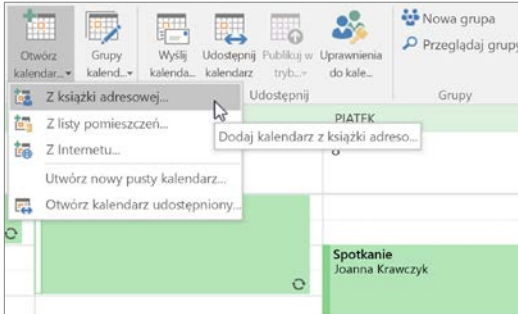 Otwórz
kalendar...
Grupy
kalend...
Wyślij
kalenda...
Udostępnij
kalendarz
Publikuj w
tryb...
Uprawnienia
do kale...
Nowa grupa
Przeglądaj grupy
Udostępnij
Grupy
Z książki adresowej...
Z listy pomieszczeń...
Z Internetu...
Utwórz nowy pusty kalendarz...
Otwórz kalendarz udostępniony...
Dodaj kalendarz z książki adreso...
PIĄTEK
Spotkanie
Joanna Krawczyk